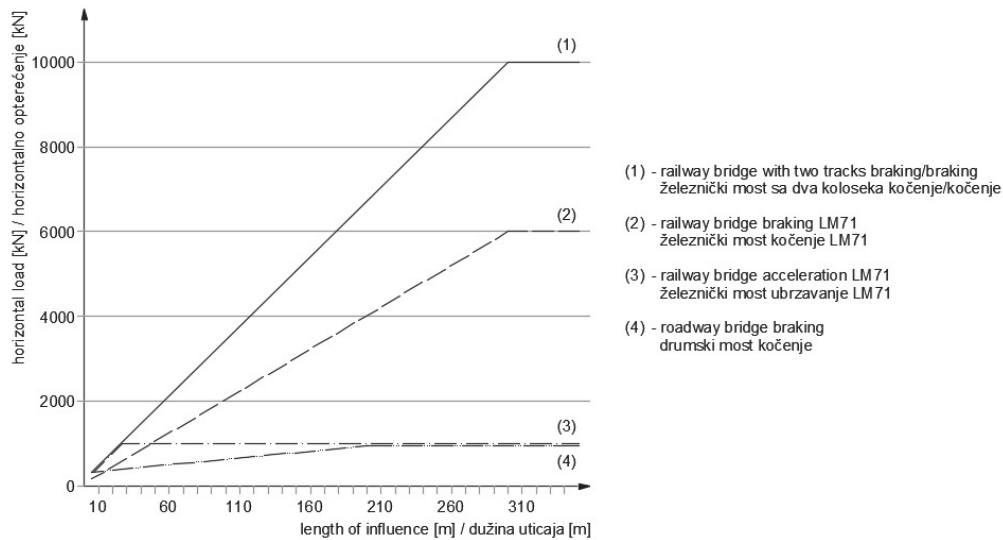 horizontal load [kN] / horizontalno opterećenje [kN]
10000
8000
6000
4000
2000
0
10 60 110 160 210 260 310
length of influence [m] / dužina uticaja [m]
(1)
(2)
(3)
(4)
(1) - railway bridge with two tracks braking/braking
železnički most sa dva koloseka kočenje/kočenje
(2) - railway bridge braking LM71
železnički most kočenje LM71
(3) - railway bridge acceleration LM71
železnički most ubrzavanje LM71
(4) - roadway bridge braking
drumski most kočenje